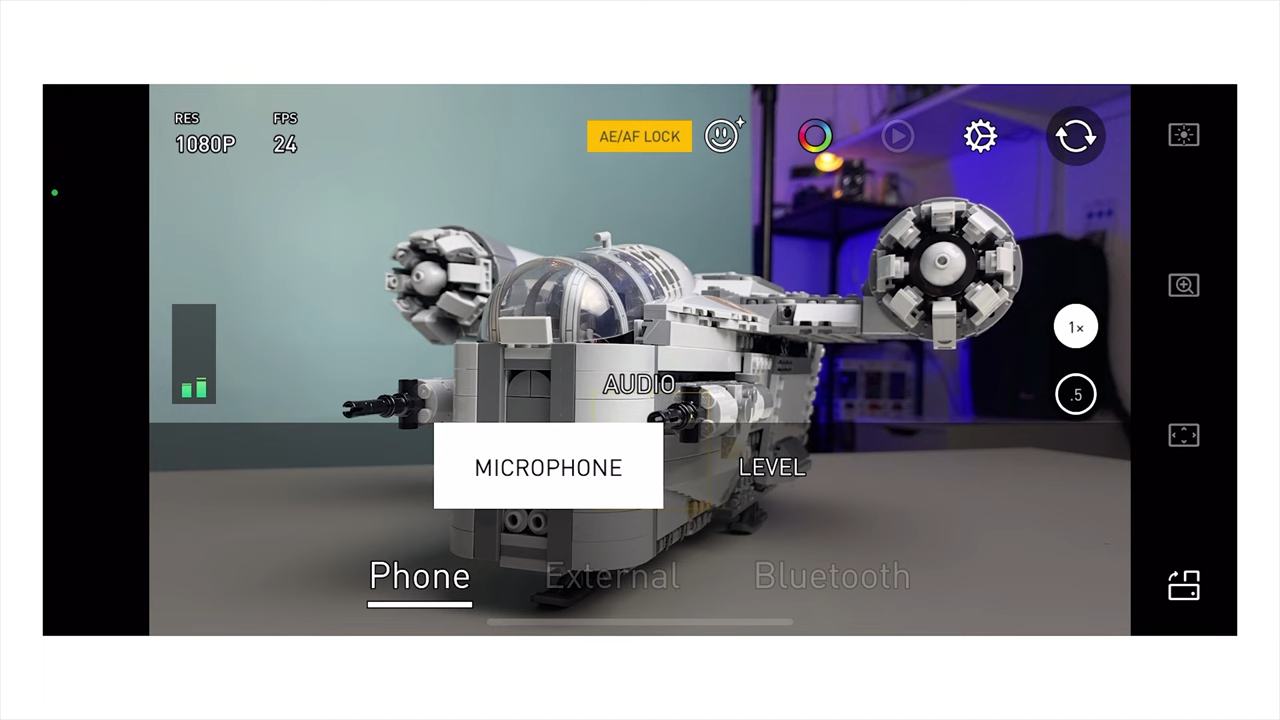 RES
FPS
1080P
24
AE/AF LOCK
1×
.5
AUDIO
MICROPHONE
LEVEL
Phone
External
Bluetooth